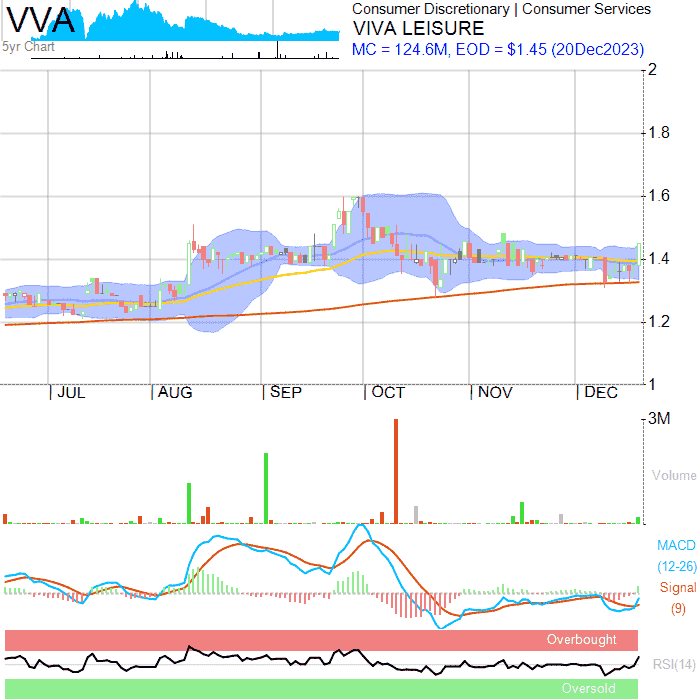 VVA
5yr Chart
Consumer Discretionary | Consumer Services
VIVA LEISURE
MC = 124.6M, EOD = $1.45 (20Dec2023)
2
1.8
1.6
1.4
1.2
1
JUL AUG SEP OCT NOV DEC
3M
Volume
MACD
(12-26)
Signal
(9)
Overbought
RSI(14)
Oversold